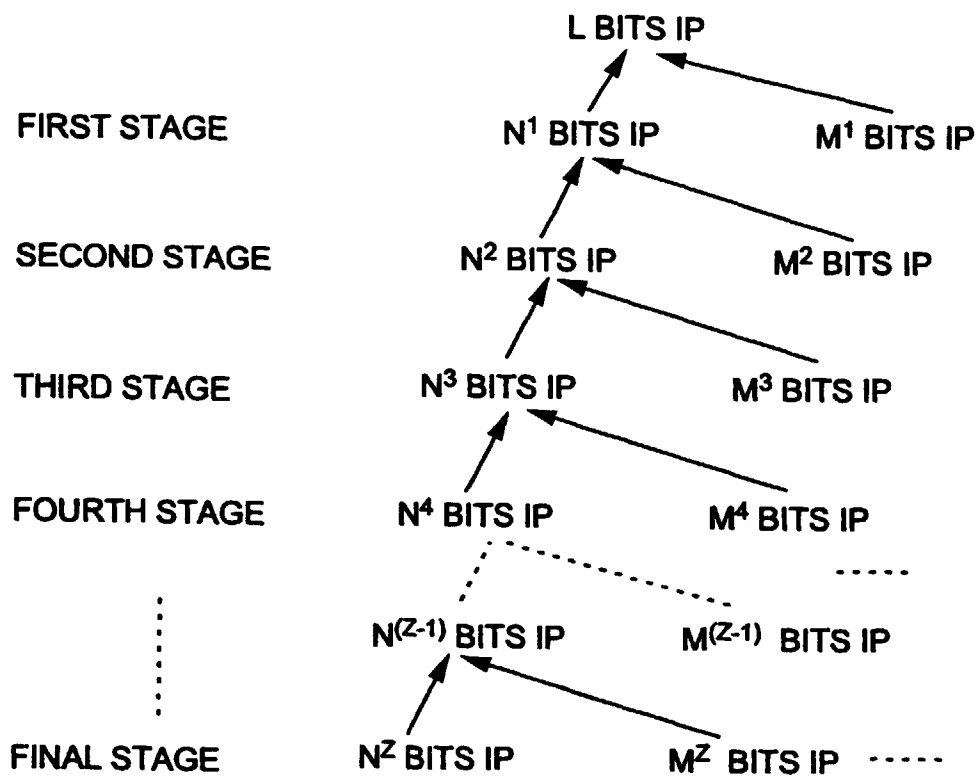 L BITS IP
FIRST STAGE N¹ BITS IP M¹ BITS IP
SECOND STAGE N² BITS IP M² BITS IP
THIRD STAGE N³ BITS IP M³ BITS IP
FOURTH STAGE N⁴ BITS IP M⁴ BITS IP
N⁽ᶻ⁻¹⁾ BITS IP M⁽ᶻ⁻¹⁾ BITS IP
FINAL STAGE Nᶻ BITS IP Mᶻ BITS IP